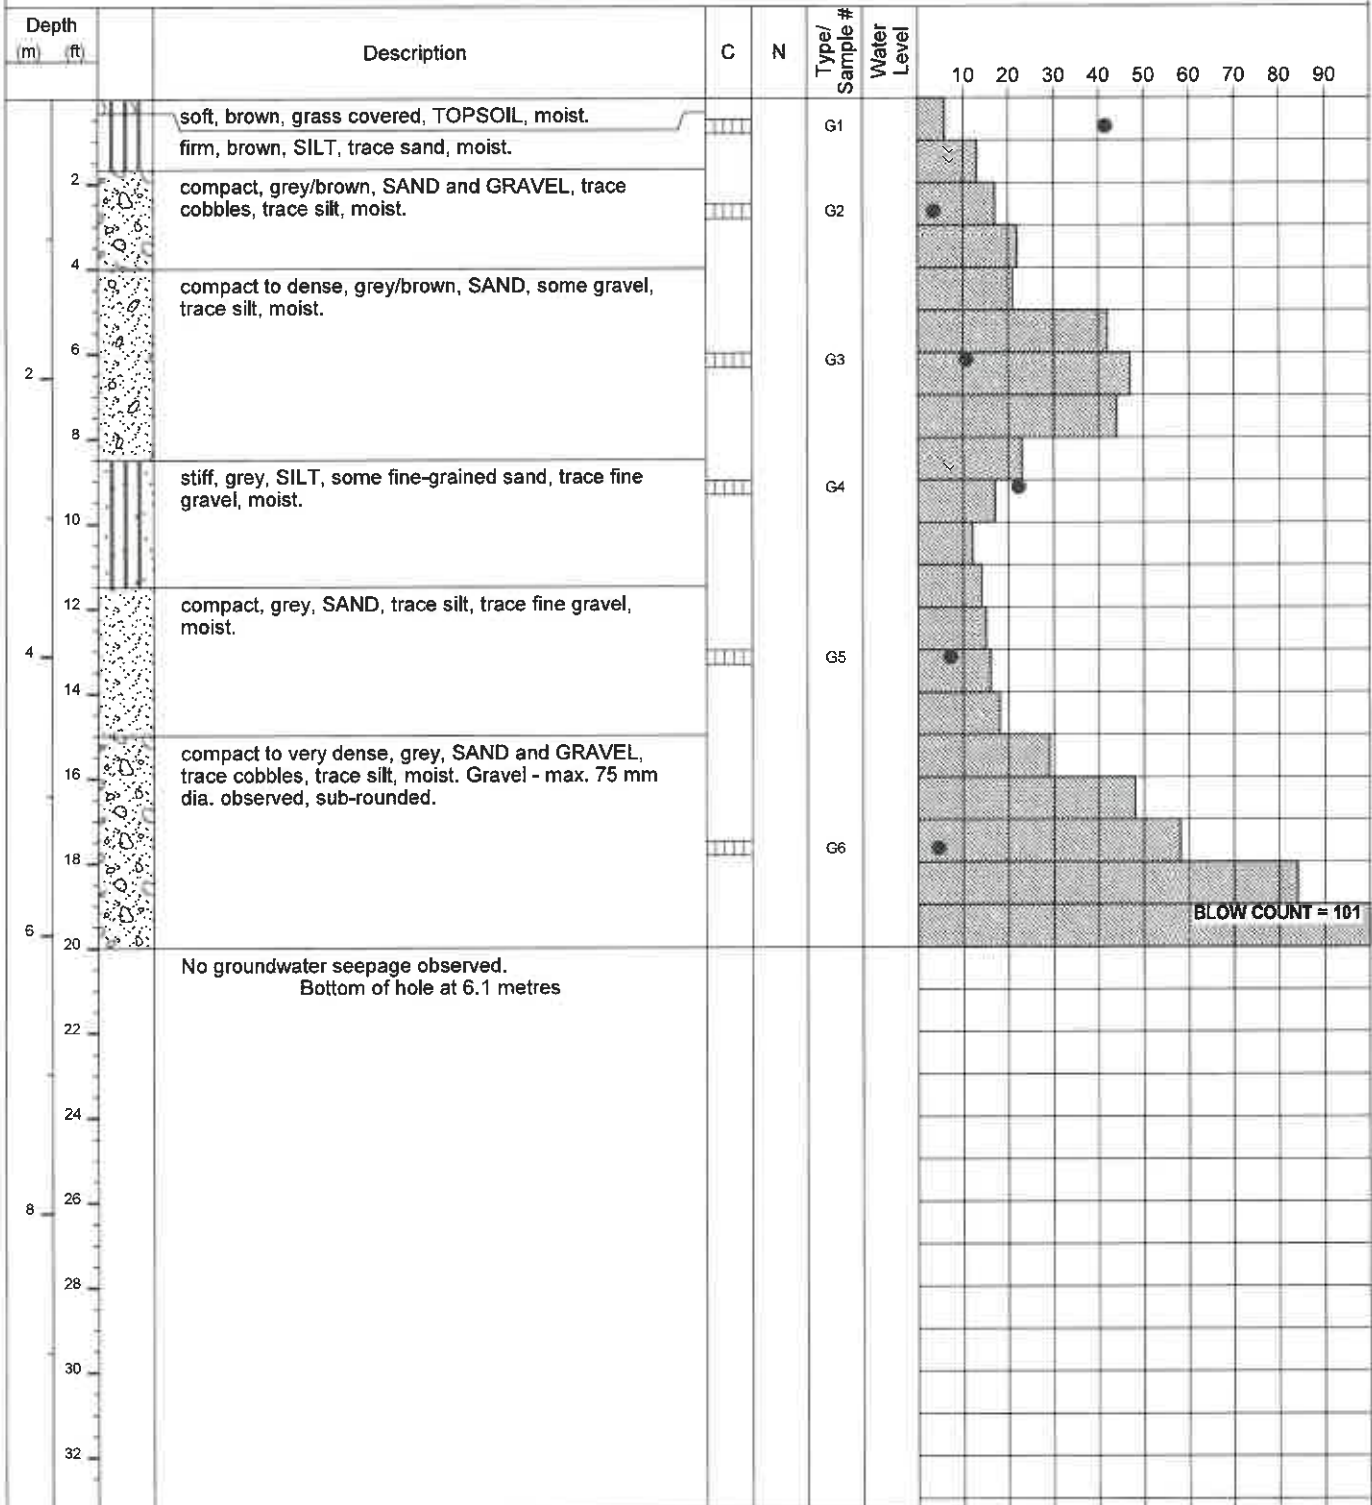 Depth
(m) (ft)
Description
C
N
Type/
Sample #
Water
Level
10 20 30 40 50 60 70 80 90
soft, brown, grass covered, TOPSOIL, moist.
G1
firm, brown, SILT, trace sand, moist.
2
compact, grey/brown, SAND and GRAVEL, trace
cobbles, trace silt, moist.
G2
4
compact to dense, grey/brown, SAND, some gravel,
trace silt, moist.
6
G3
2
8
stiff, grey, SILT, some fine-grained sand, trace fine
gravel, moist.
G4
10
12
compact, grey, SAND, trace silt, trace fine gravel,
moist.
4
G5
14
compact to very dense, grey, SAND and GRAVEL,
trace cobbles, trace silt, moist. Gravel - max. 75 mm
dia. observed, sub-rounded.
16
G6
18
BLOW COUNT = 101
6
20
No groundwater seepage observed.
Bottom of hole at 6.1 metres
22
24
26
8
28
30
32